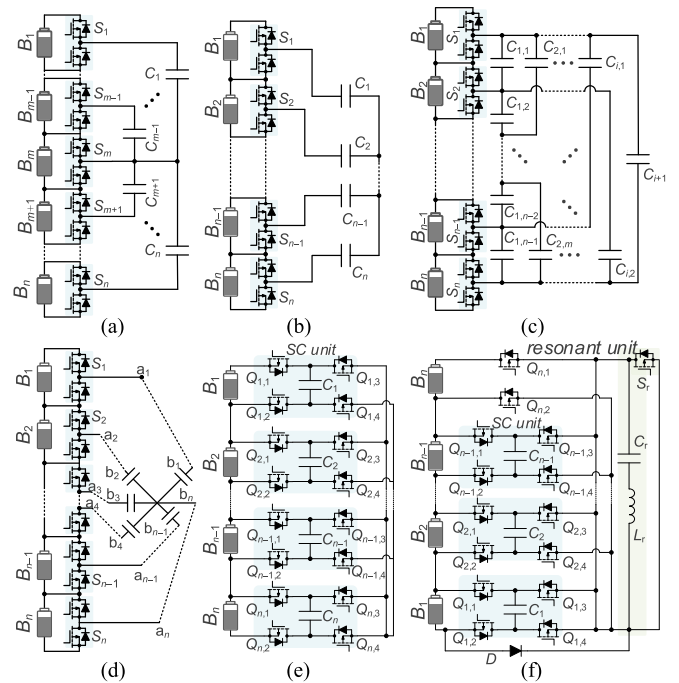 B1 S1 C1
Bm−1 Sm−1 Cm−1
Bm Sm
Bm+1 Sm+1 Cm+1
Bn Sn Cn
(a)
B1 S1 C1
B2 S2 C2
Bn−1 Sn−1 Cn−1
Bn Sn Cn
(b)
B1 S1 C1,1 C2,1 Ci,1
B2 S2 C1,2
Ci+1
C1,n−2
Bn−1 Sn−1 C1,n−1 C2,m Ci,2
Bn Sn
(c)
B1 S1 a1
B2 S2 a2
b1
b2
a3 b3 bn
a4 b4 bn−1
Bn−1 Sn−1 an−1
Bn Sn an
(d)
SC unit
B1 Q1,1 C1 Q1,3
Q1,2 Q1,4
B2 Q2,1 C2 Q2,3
Q2,2 Q2,4
Bn−1 Qn−1,1 Cn−1 Qn−1,3
Qn−1,2 Qn−1,4
Bn Qn,1 Cn Qn,3
Qn,2 Qn,4
(e)
resonant unit
Bn Qn,1 Sr
Qn,2
SC unit
Bn−1 Qn−1,1 Cn−1 Qn−1,3 Cr
Qn−1,2 Qn−1,4
B2 Q2,1 C2 Q2,3 Lr
Q2,2 Q2,4
B1 Q1,1 C1 Q1,3
Q1,2 Q1,4
D
(f)